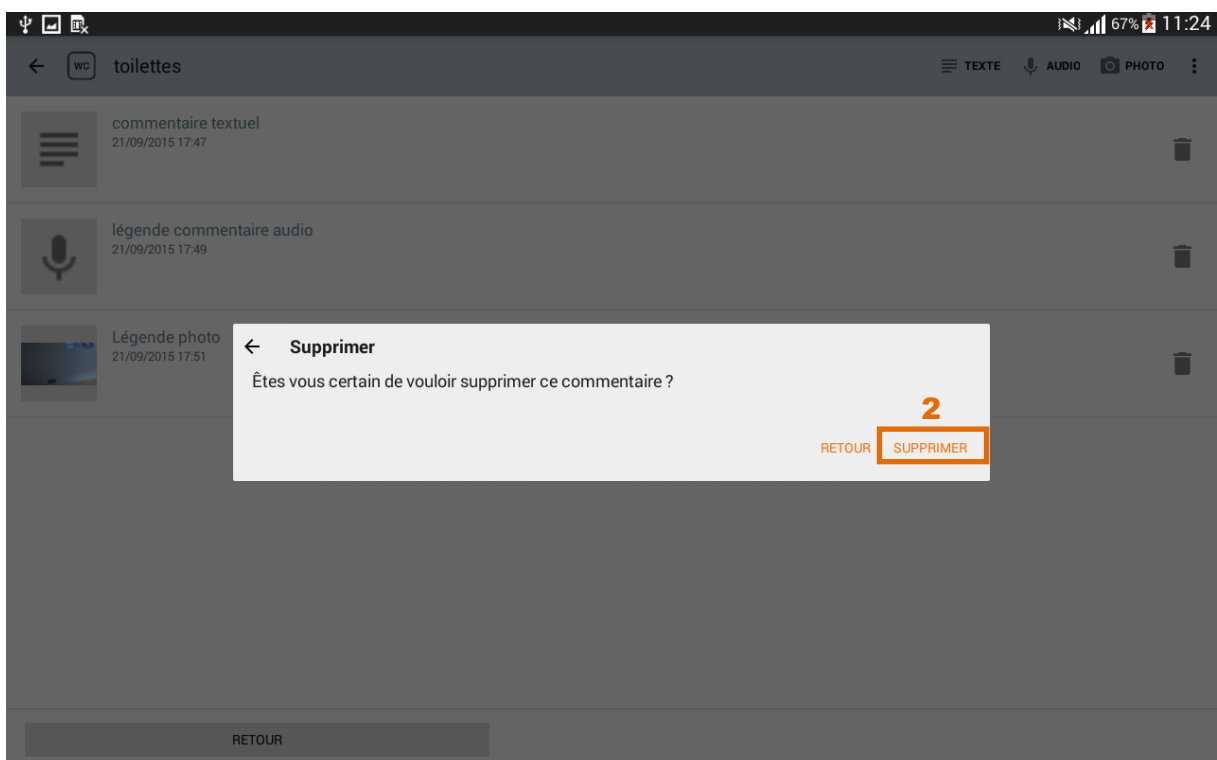 67% 11:24
WC toilettes TEXTE AUDIO PHOTO
commentaire textuel
21/09/2015 17:47
légende commentaire audio
21/09/2015 17:49
Légende photo
21/09/2015 17:51
Supprimer
Êtes vous certain de vouloir supprimer ce commentaire ?
2
RETOUR SUPPRIMER
RETOUR